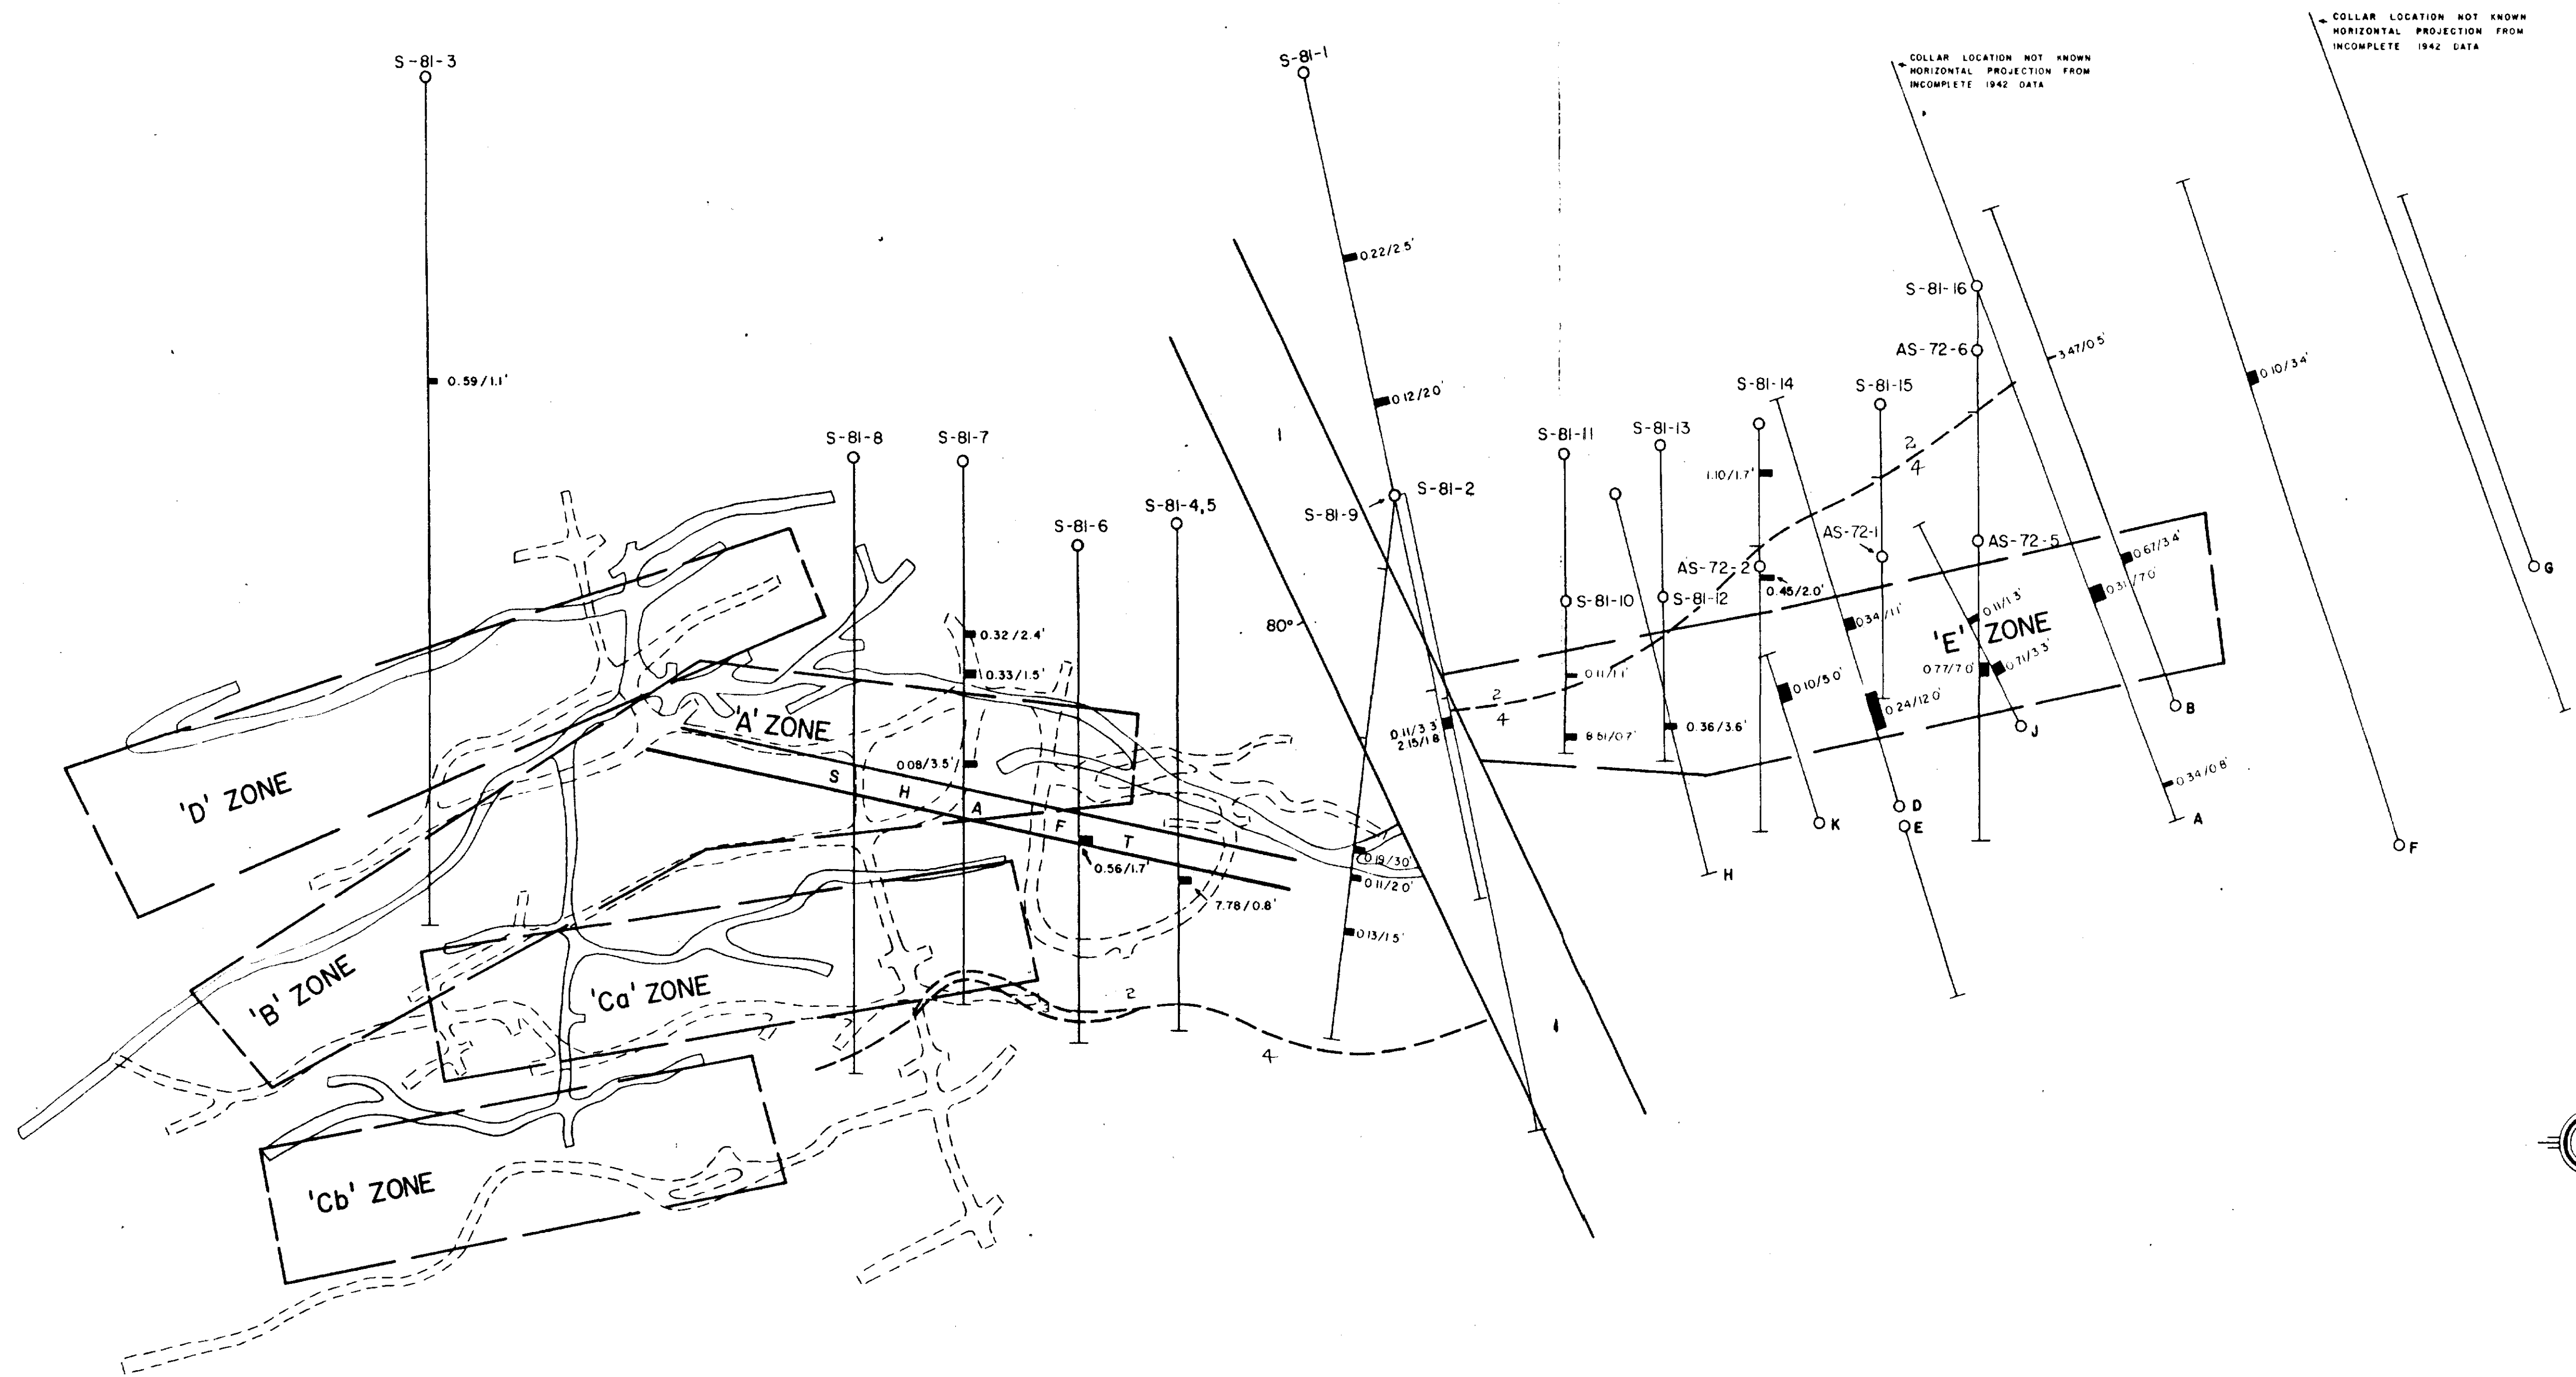 COLLAR LOCATION NOT KNOWN
HORIZONTAL PROJECTION FROM
INCOMPLETE 1942 DATA
COLLAR LOCATION NOT KNOWN
HORIZONTAL PROJECTION FROM
INCOMPLETE 1942 DATA
S-81-3
S-81-1
0.22/2.5'
S-81-16
AS-72-6
3.47/0.5'
0.10/3.4'
0.59/1.1'
0.12/2.0'
S-81-14
S-81-15
S-81-8
S-81-7
S-81-11
S-81-13
2
4
1.10/1.7'
S-81-2
S-81-9
S-81-4,5
S-81-6
AS-72-1
AS-72-5
AS-72-2
0.67/3.4'
G
0.45/2.0'
S-81-10
S-81-12
0.31/7.0'
80°
0.32/2.4'
0.34/1.1'
0.11/1.3'
'E' ZONE
0.33/1.5'
0.11/1.1'
0.77/7.0'
0.71/3.3'
0.10/5.0'
2
4
0.24/12.0'
B
'A' ZONE
0.11/3.3'
2.15/1.8
8.61/0.7'
0.36/3.6'
J
0.08/3.5'
S H A F T
'D' ZONE
0.34/0.8'
D
E
K
A
F
0.56/1.7'
0.19/3.0'
0.11/2.0'
H
7.78/0.8'
0.13/1.5'
'B' ZONE
'Ca' ZONE
2
4
'Cb' ZONE